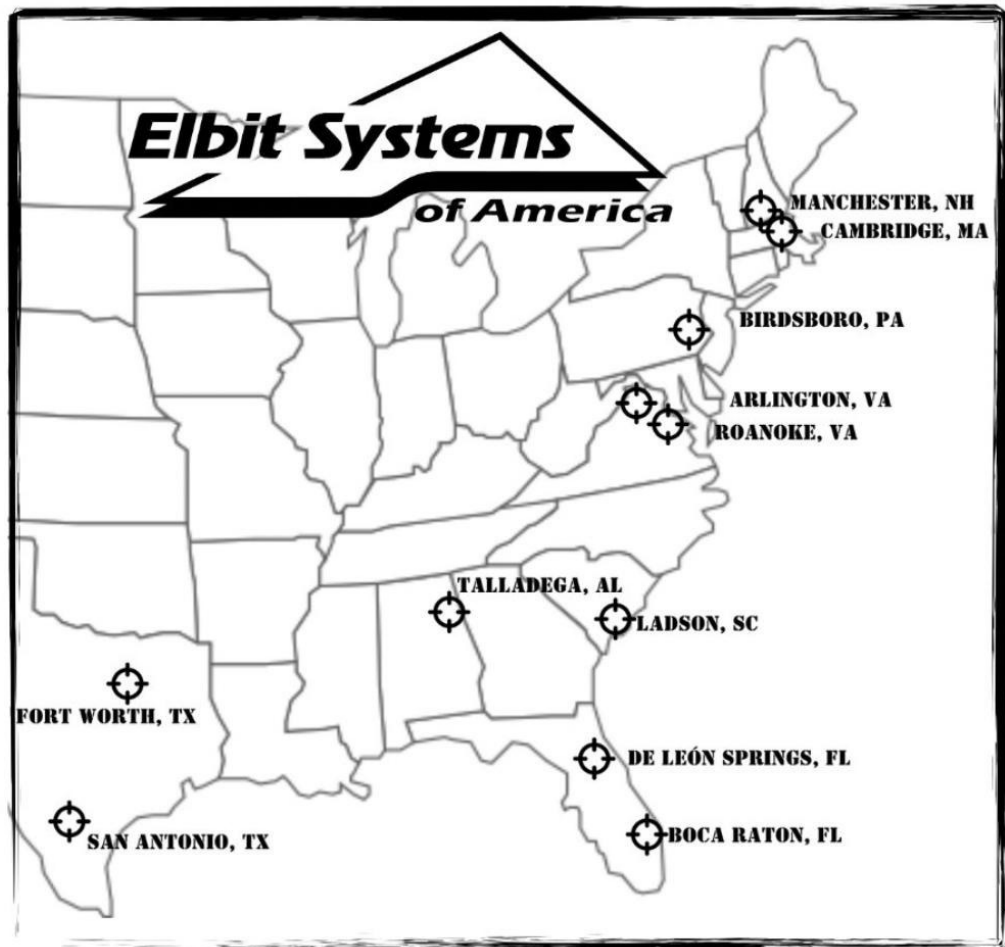 Elbit Systems
of America
MANCHESTER, NH
CAMBRIDGE, MA
BIRDSBORO, PA
ARLINGTON, VA
ROANOKE, VA
TALLADEGA, AL
LADSON, SC
FORT WORTH, TX
DE LEÓN SPRINGS, FL
BOCA RATON, FL
SAN ANTONIO, TX